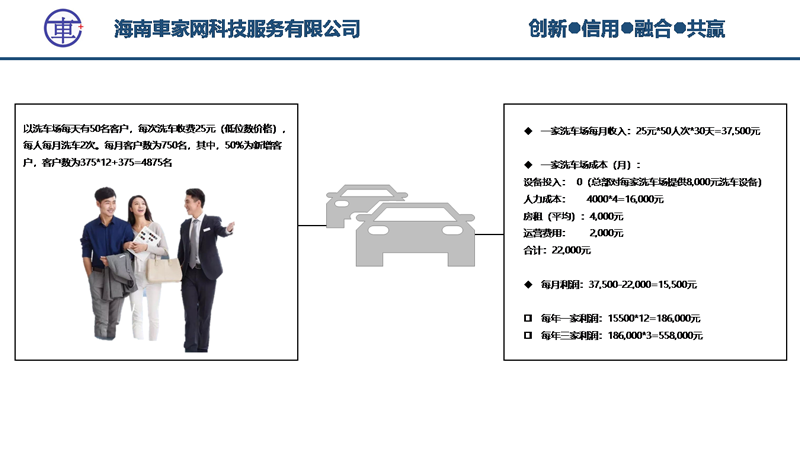 車
海南車家网科技服务有限公司
创新●信用●融合●共赢
以洗车场每天有50名客户，每次洗车收费25元（低位数价格），
每人每月洗车2次。每月客户数为750名，其中，50%为新增客
户，客户数为375*12+375=4875名
◆ 一家洗车场每月收入：25元*50人次*30天=37,500元
◆ 一家洗车场成本（月）：
设备投入： 0（总部对每家洗车场提供8,000元洗车设备）
人力成本： 4000*4=16,000元
房租（平均）：4,000元
运营费用： 2,000元
合计：22,000元
◆ 每月利润：37,500-22,000=15,500元
□ 每年一家利润：15500*12=186,000元
□ 每年三家利润：186,000*3=558,000元